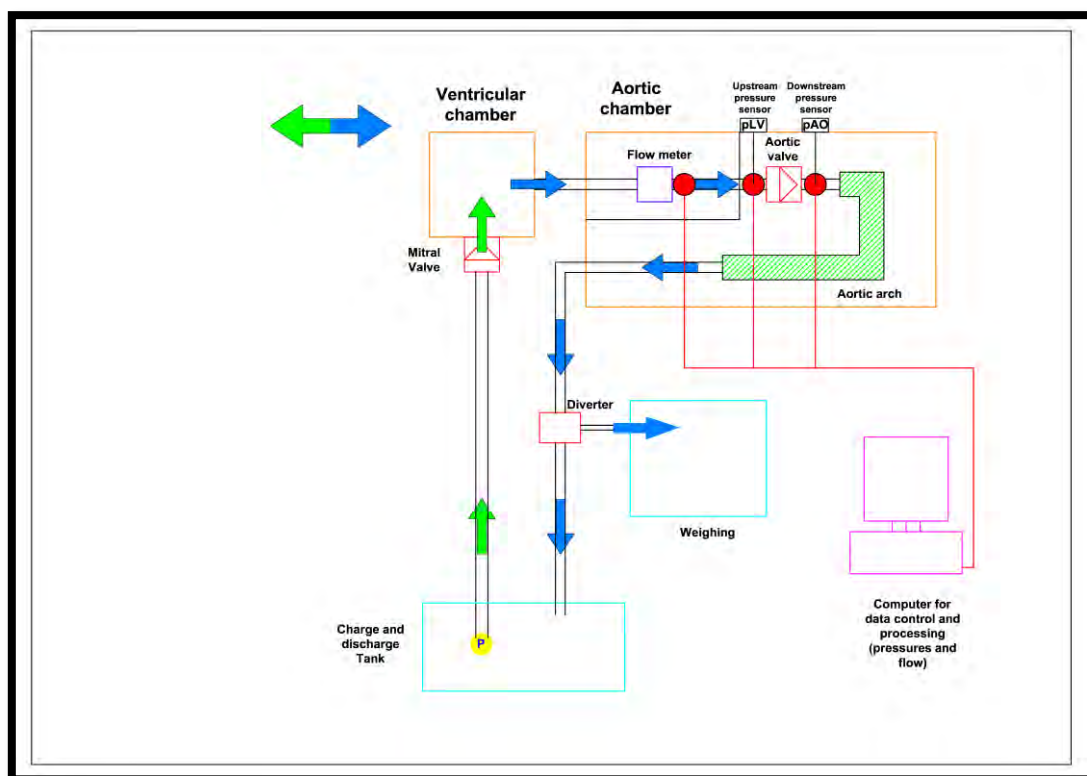 Ventricular
chamber
Aortic
chamber
Upstream
pressure
sensor
pLV
Downstream
pressure
sensor
pAO
Aortic
valve
Flow meter
Mitral
Valve
Aortic arch
Diverter
Weighing
Charge and
discharge
Tank
P
Computer for
data control and
processing
(pressures and
flow)